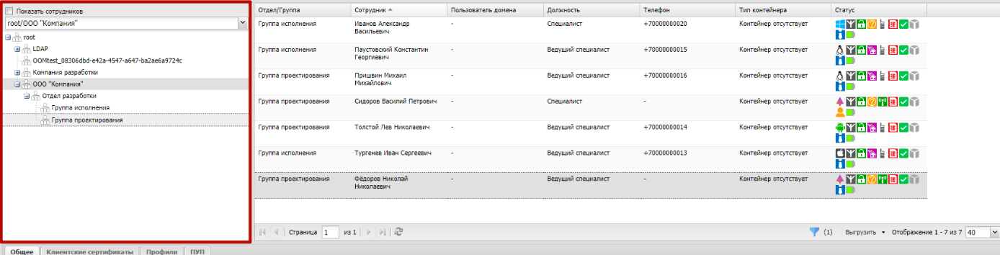 Показать сотрудников
root/ООО "Компания"
root
LDAP
OOMtest_08306dbd-e42a-4547-a647-ba2ae6a9724c
Компания разработки
ООО "Компания"
Отдел разработки
Группа исполнения
Группа проектирования
Отдел/Группа Сотрудник Пользователь домена Должность Телефон Тип контейнера Статус
Группа исполнения Иванов Александр Васильевич - Специалист +70000000020 Контейнер отсутствует
Группа исполнения Паустовский Константин Георгиевич - Ведущий специалист +70000000015 Контейнер отсутствует
Группа проектирования Пришвин Михаил Михайлович - Ведущий специалист +70000000016 Контейнер отсутствует
Группа проектирования Сидоров Василий Петрович - Специалист - Контейнер отсутствует
Группа проектирования Толстой Лев Николаевич - Ведущий специалист +70000000014 Контейнер отсутствует
Группа исполнения Тургенев Иван Сергеевич - Ведущий специалист +70000000013 Контейнер отсутствует
Группа проектирования Фёдоров Николай Николаевич - Ведущий специалист - Контейнер отсутствует
Страница 1 из 1 (1) Выгрузить Отображение 1 - 7 из 7 40
Общее Клиентские сертификаты Профили ПУП